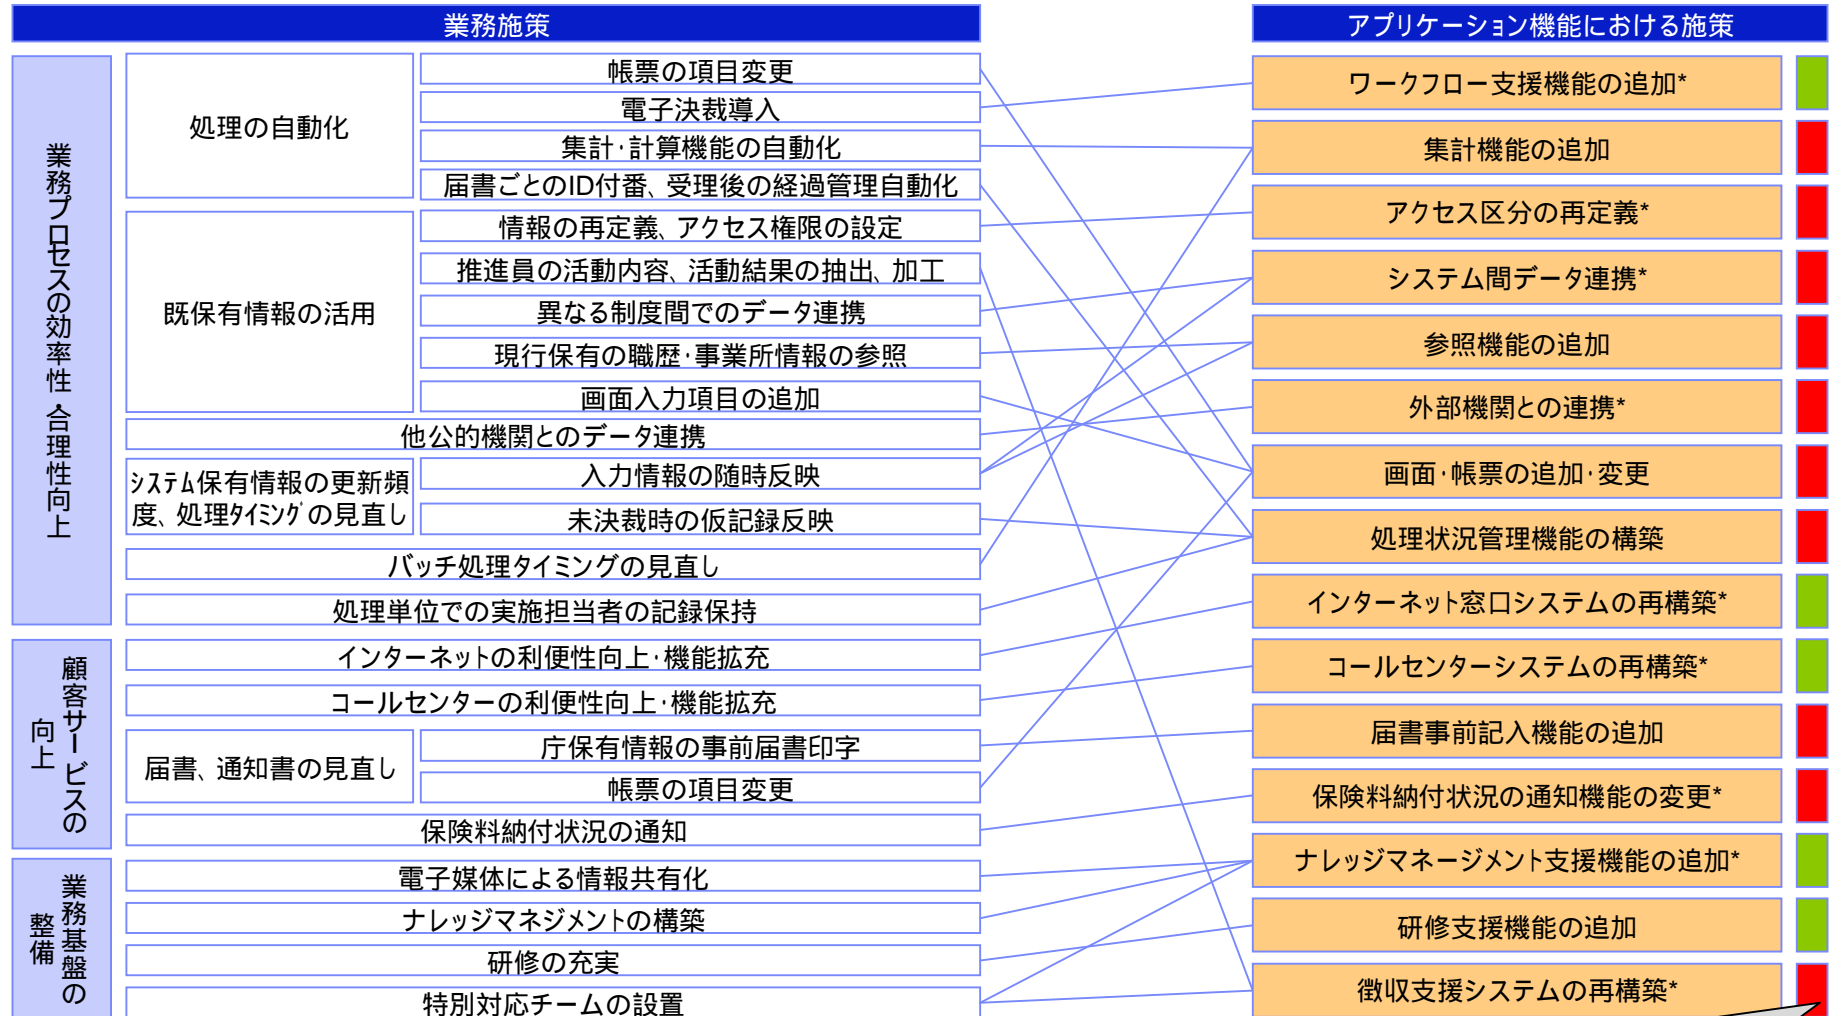 業務施策
アプリケーション機能における施策
業務プロセスの効率性・合理性向上
処理の自動化
帳票の項目変更
電子決裁導入
集計・計算機能の自動化
届書ごとのID付番、受理後の経過管理自動化
既保有情報の活用
情報の再定義、アクセス権限の設定
推進員の活動内容、活動結果の抽出、加工
異なる制度間でのデータ連携
現行保有の職歴・事業所情報の参照
画面入力項目の追加
他公的機関とのデータ連携
ｼｽﾃﾑ保有情報の更新頻
度、処理ﾀｲﾐﾝｸﾞの見直し
入力情報の随時反映
未決裁時の仮記録反映
バッチ処理タイミングの見直し
処理単位での実施担当者の記録保持
顧客サービスの
向上
インターネットの利便性向上・機能拡充
コールセンターの利便性向上・機能拡充
届書、通知書の見直し
庁保有情報の事前届書印字
帳票の項目変更
保険料納付状況の通知
業務基盤の
整備
電子媒体による情報共有化
ナレッジマネジメントの構築
研修の充実
特別対応チームの設置
ワークフロー支援機能の追加*
集計機能の追加
アクセス区分の再定義*
システム間データ連携*
参照機能の追加
外部機関との連携*
画面・帳票の追加・変更
処理状況管理機能の構築
インターネット窓口システムの再構築*
コールセンターシステムの再構築*
届書事前記入機能の追加
保険料納付状況の通知機能の変更*
ナレッジマネージメント支援機能の追加*
研修支援機能の追加
徴収支援システムの再構築*